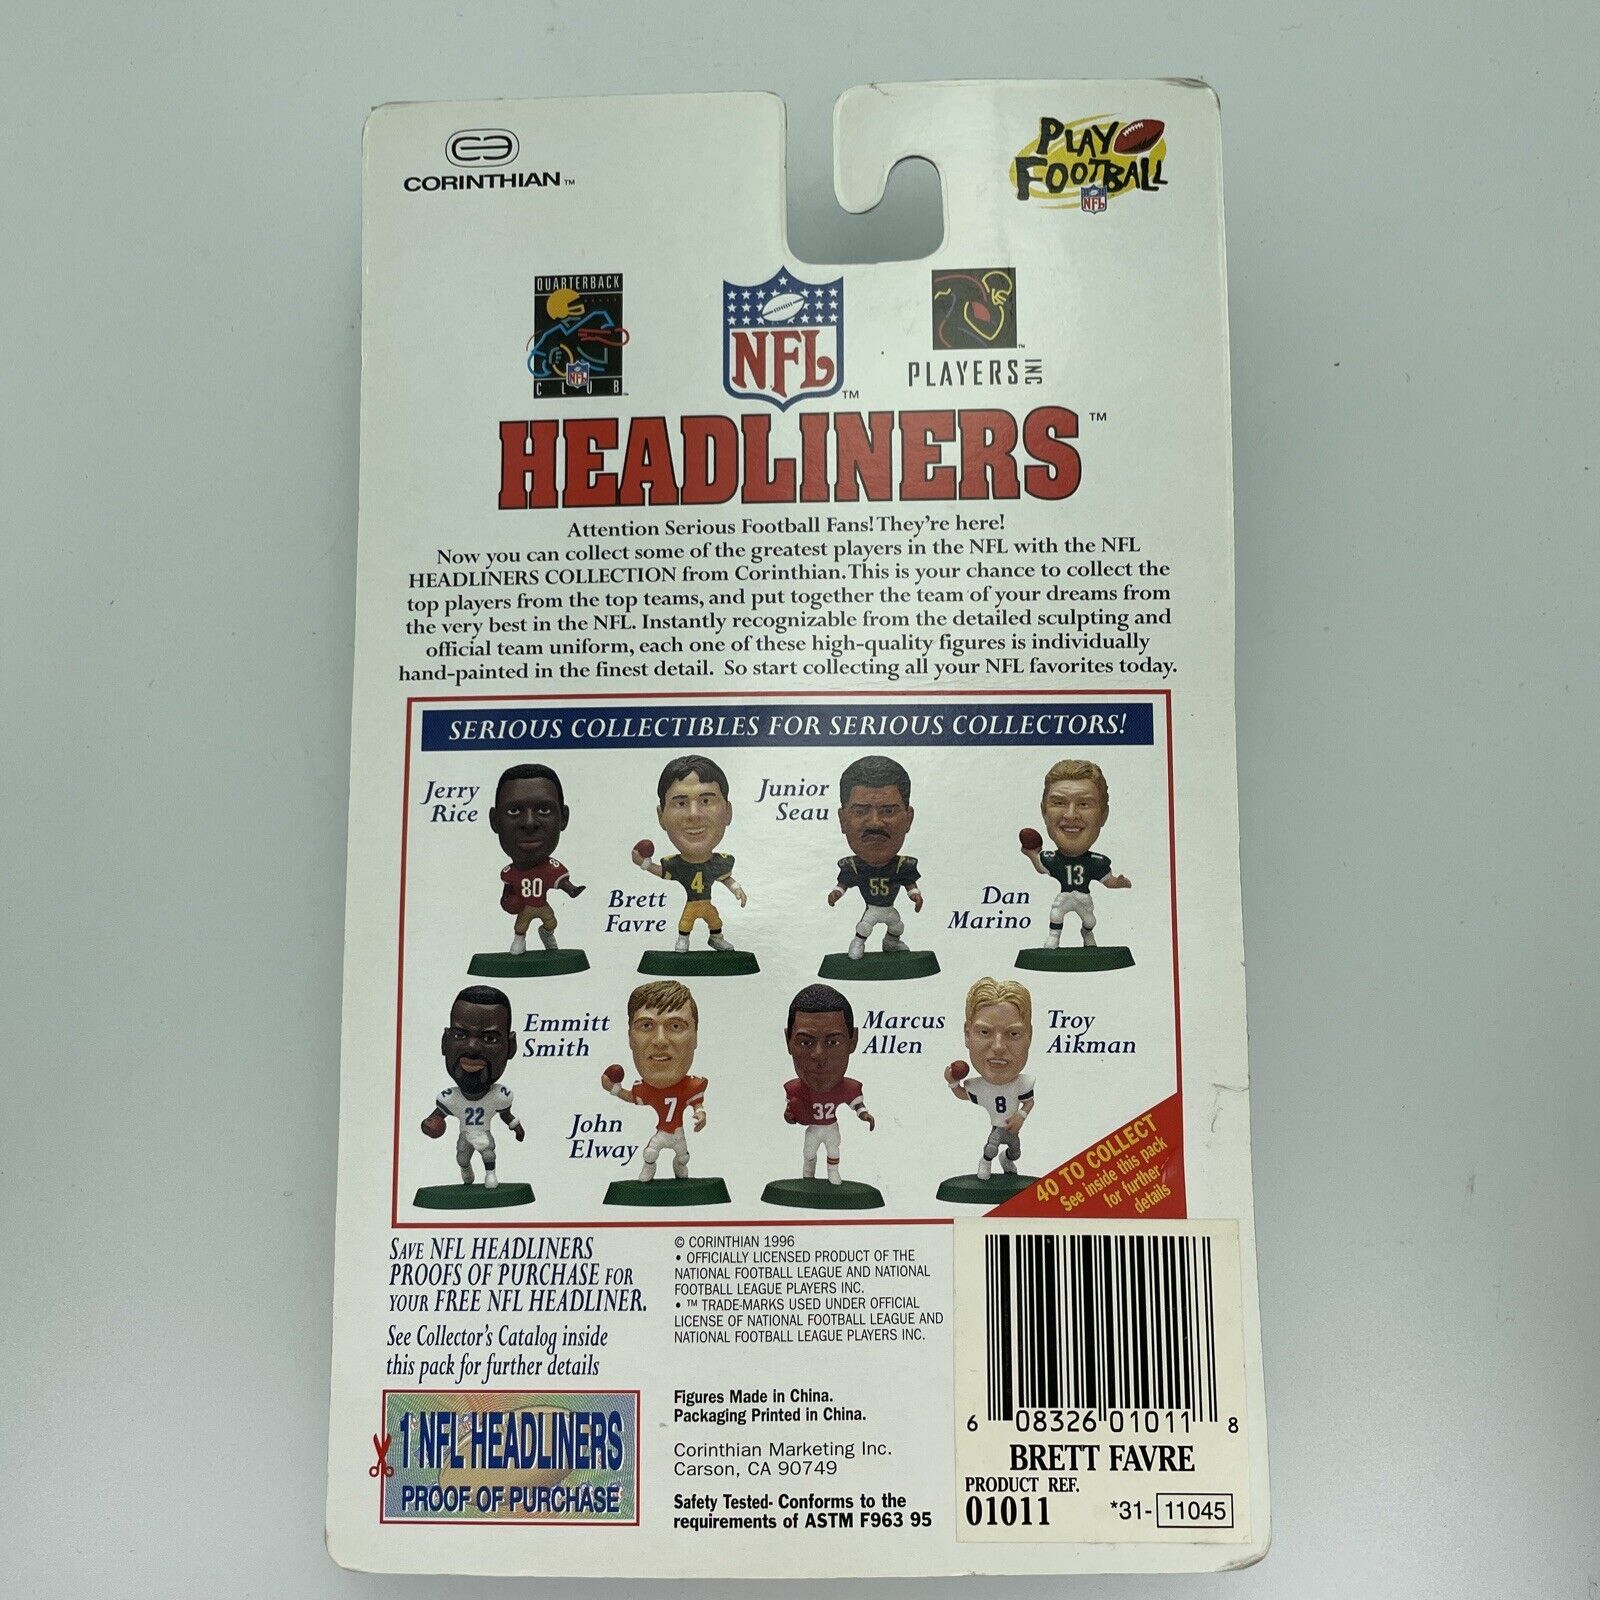 CORINTHIAN™
PLAY
FOOTBALL
NFL
QUARTERBACK
CLUB
NFL
NFL™
PLAYERS INC
HEADLINERS™
Attention Serious Football Fans! They're here!
Now you can collect some of the greatest players in the NFL with the NFL
HEADLINERS COLLECTION from Corinthian. This is your chance to collect the
top players from the top teams, and put together the team of your dreams from
the very best in the NFL. Instantly recognizable from the detailed sculpting and
official team uniform, each one of these high-quality figures is individually
hand-painted in the finest detail. So start collecting all your NFL favorites today.
SERIOUS COLLECTIBLES FOR SERIOUS COLLECTORS!
Jerry
Rice
80
Brett
Favre
4
Junior
Seau
55
Dan
Marino
13
Emmitt
Smith
22
John
Elway
7
Marcus
Allen
32
Troy
Aikman
8
40 TO COLLECT
See inside this pack
for further
details
SAVE NFL HEADLINERS
PROOFS OF PURCHASE FOR
YOUR FREE NFL HEADLINER.
See Collector's Catalog inside
this pack for further details
1 NFL HEADLINERS
PROOF OF PURCHASE
© CORINTHIAN 1996
• OFFICIALLY LICENSED PRODUCT OF THE
NATIONAL FOOTBALL LEAGUE AND NATIONAL
FOOTBALL LEAGUE PLAYERS INC.
• ™ TRADE-MARKS USED UNDER OFFICIAL
LICENSE OF NATIONAL FOOTBALL LEAGUE AND
NATIONAL FOOTBALL LEAGUE PLAYERS INC.
Figures Made in China.
Packaging Printed in China.
Corinthian Marketing Inc.
Carson, CA 90749
Safety Tested- Conforms to the
requirements of ASTM F963 95
6 08326 01011 8
BRETT FAVRE
PRODUCT REF.
01011 *31- 11045